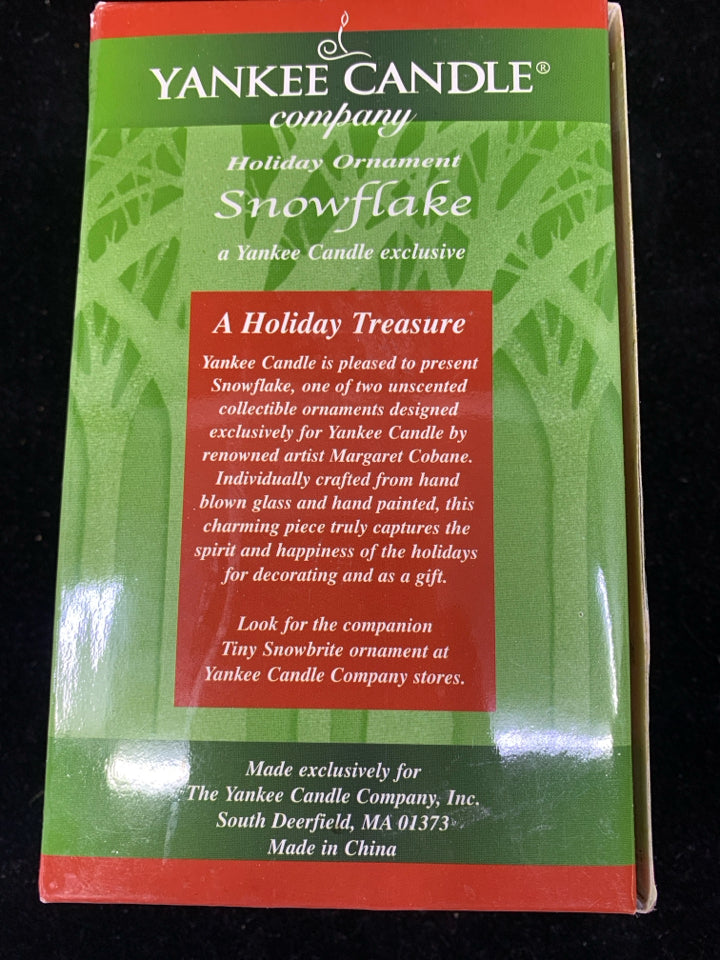 YANKEE CANDLE®
company
Holiday Ornament
Snowflake
a Yankee Candle exclusive
A Holiday Treasure
Yankee Candle is pleased to present
Snowflake, one of two unscented
collectible ornaments designed
exclusively for Yankee Candle by
renowned artist Margaret Cobane.
Individually crafted from hand
blown glass and hand painted, this
charming piece truly captures the
spirit and happiness of the holidays
for decorating and as a gift.
Look for the companion
Tiny Snowbrite ornament at
Yankee Candle Company stores.
Made exclusively for
The Yankee Candle Company, Inc.
South Deerfield, MA 01373
Made in China